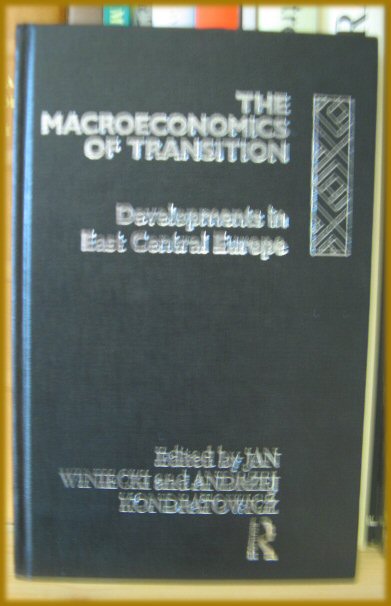 THE
MACROECONOMICS
OF TRANSITION
Developments in
East Central Europe
Edited by JAN
WINIECKI and ANDRZEJ
KONDRATOWICZ
R